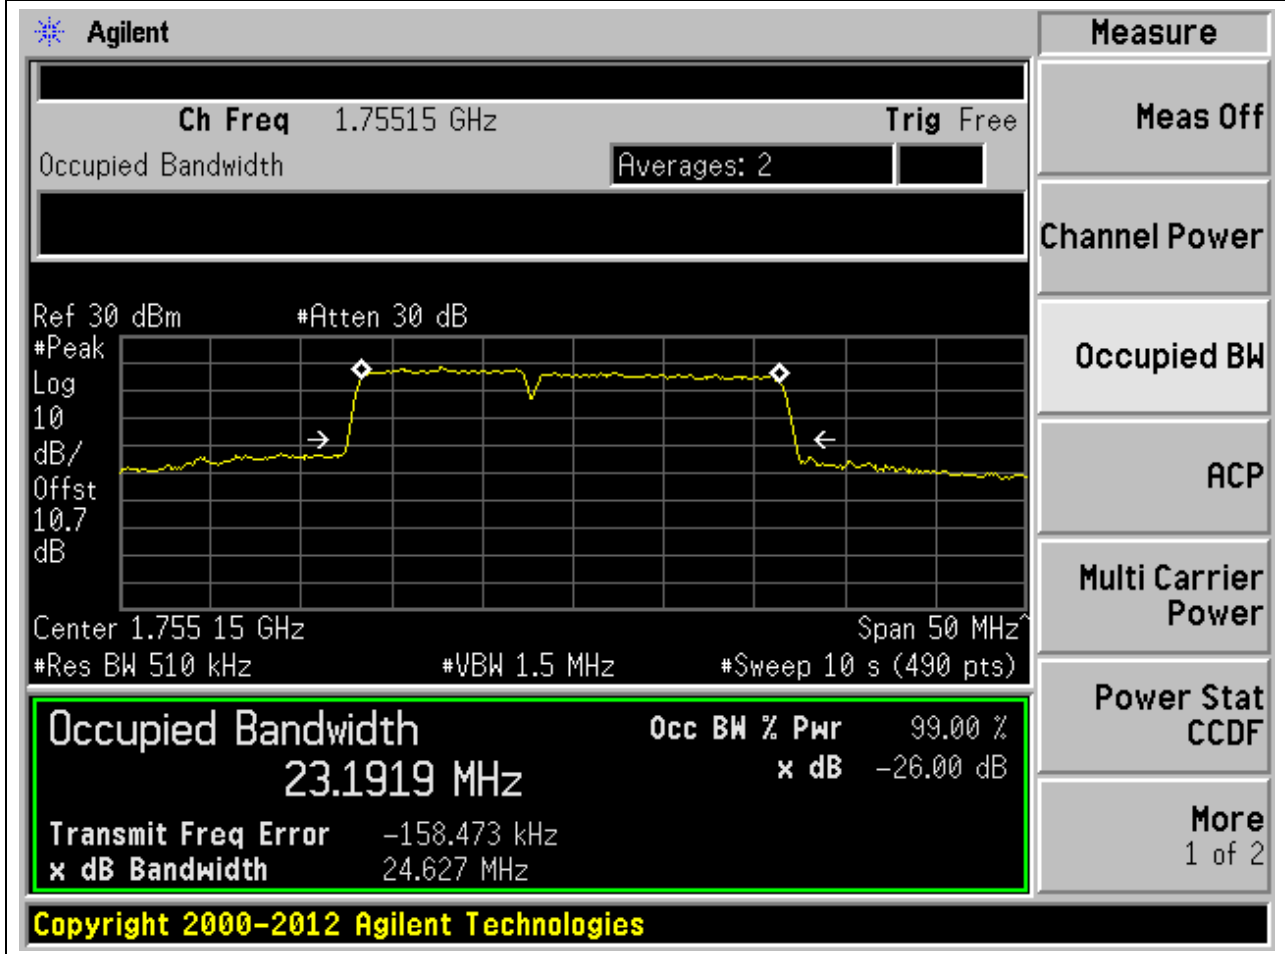 Agilent
Measure
Ch Freq 1.75515 GHz Trig Free
Occupied Bandwidth Averages: 2
Meas Off
Channel Power
Ref 30 dBm #Atten 30 dB
#Peak
Log
10
dB/
Offst
10.7
dB
Occupied BW
ACP
Center 1.755 15 GHz Span 50 MHz^
#Res BW 510 kHz #VBW 1.5 MHz #Sweep 10 s (490 pts)
Multi Carrier
Power
Occupied Bandwidth Occ BW % Pwr 99.00 %
23.1919 MHz x dB -26.00 dB
Transmit Freq Error -158.473 kHz
x dB Bandwidth 24.627 MHz
Power Stat
CCDF
More
1 of 2
Copyright 2000-2012 Agilent Technologies